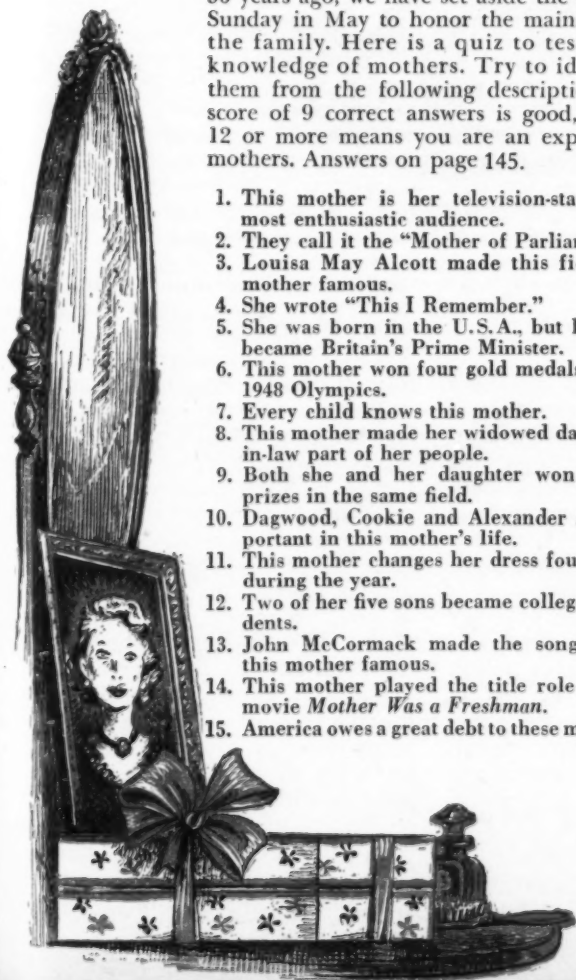 Sunday in May to honor the main
the family. Here is a quiz to tes
knowledge of mothers. Try to id
them from the following descripti
score of 9 correct answers is good,
12 or more means you are an exp
mothers. Answers on page 145.
1. This mother is her television-sta
most enthusiastic audience.
2. They call it the “Mother of Parlian
3. Louisa May Alcott made this fi
mother famous.
4. She wrote “This I Remember.”
5. She was born in the U.S.A., but h
became Britain’s Prime Minister.
6. This mother won four gold medals
1948 Olympics.
7. Every child knows this mother.
8. This mother made her widowed da
in-law part of her people.
9. Both she and her daughter won
prizes in the same field.
10. Dagwood, Cookie and Alexander
portant in this mother’s life.
11. This mother changes her dress fou
during the year.
12. Two of her five sons became colleg
dents.
13. John McCormack made the song
this mother famous.
14. This mother played the title role
movie Mother Was a Freshman.
15. America owes a great debt to these m